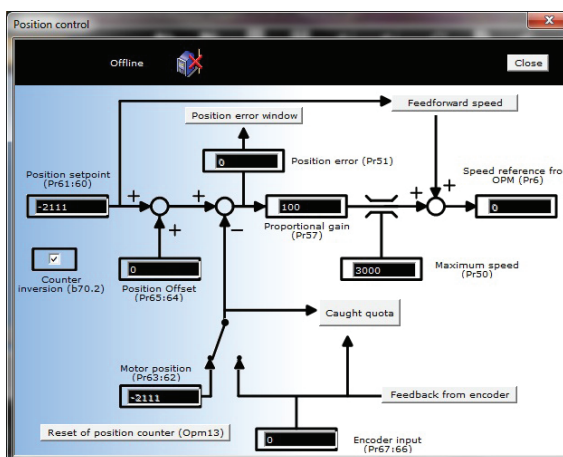 Position control
x
Offline
Close
Feedforward speed
Position error window
0
Position error (Pr51)
Position setpoint
(Pr61:60)
Speed reference fro
OPM (Pr6)
+
+
+
+
-2111
100
0
+
−
Proportional gain
(Pr57)
Counter
inversion (b70.2)
0
Position Offset
(Pr65:64)
3000
Maximum speed
(Pr50)
Caught quota
Motor position
(Pr63:62)
-2111
Feedback from encoder
Reset of position counter (Opm13)
0
Encoder input
(Pr67:66)